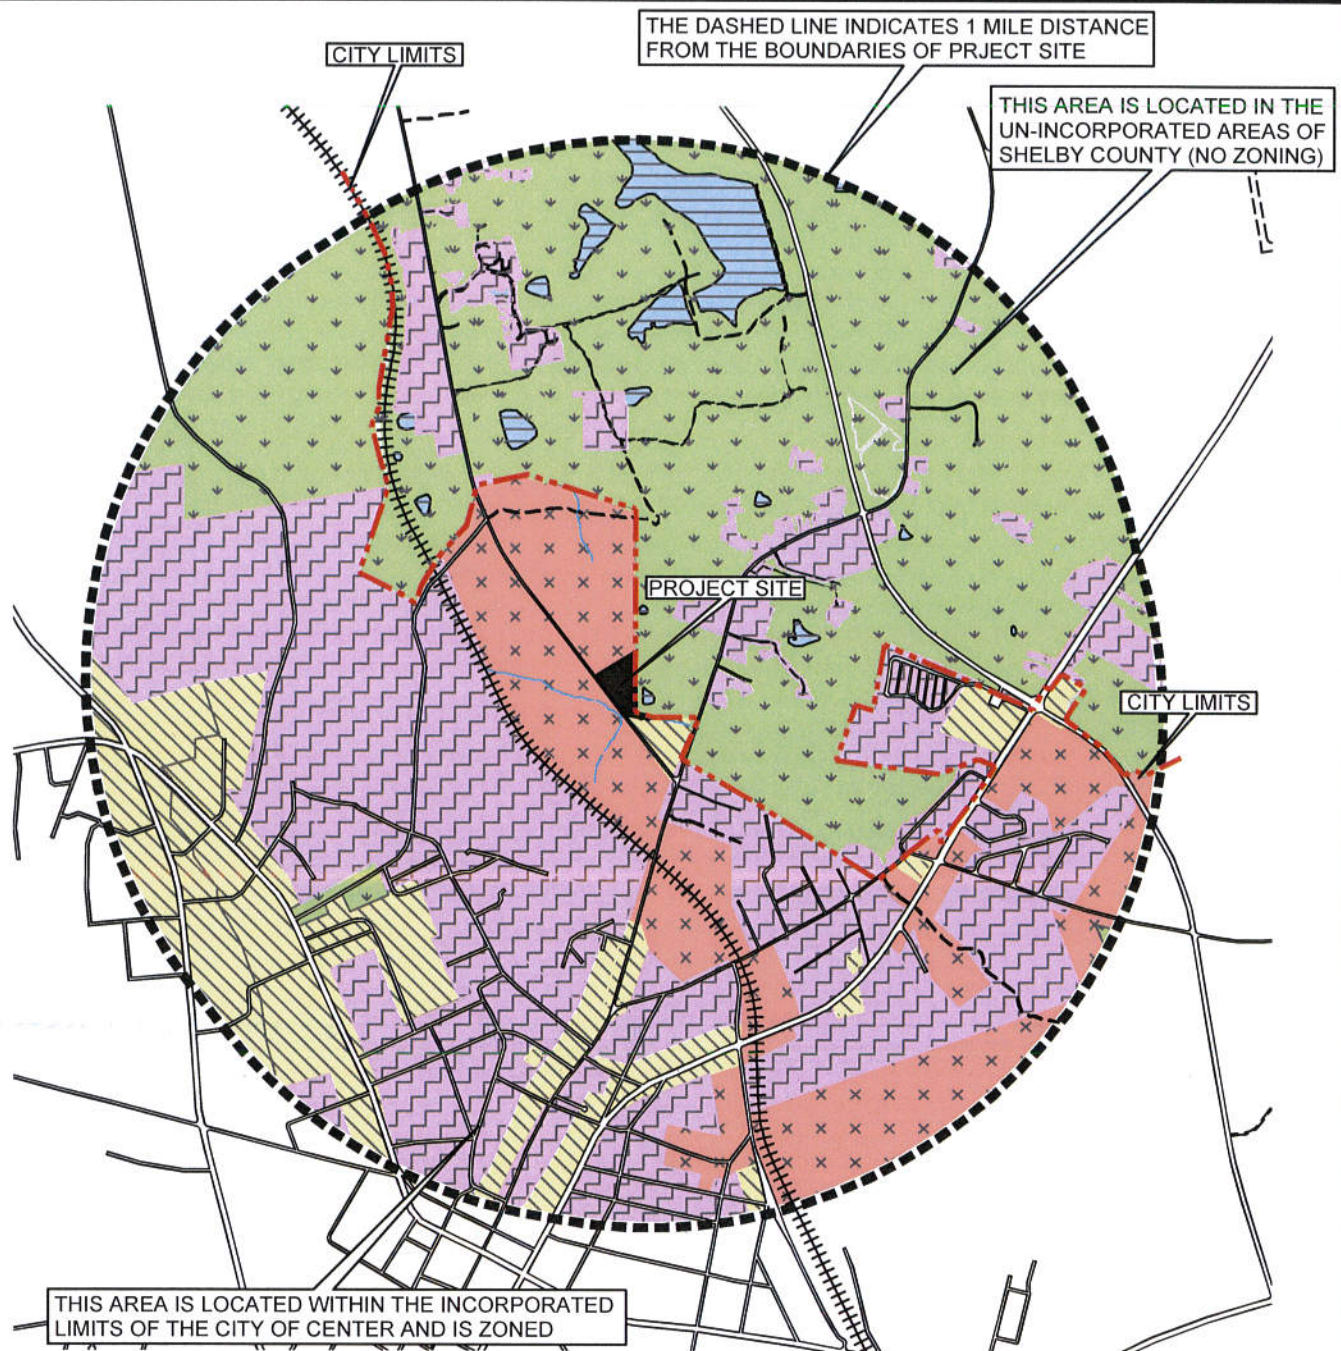 THE DASHED LINE INDICATES 1 MILE DISTANCE
FROM THE BOUNDARIES OF PRJECT SITE
CITY LIMITS
THIS AREA IS LOCATED IN THE
UN-INCORPORATED AREAS OF
SHELBY COUNTY (NO ZONING)
PROJECT SITE
CITY LIMITS
THIS AREA IS LOCATED WITHIN THE INCORPORATED
LIMITS OF THE CITY OF CENTER AND IS ZONED